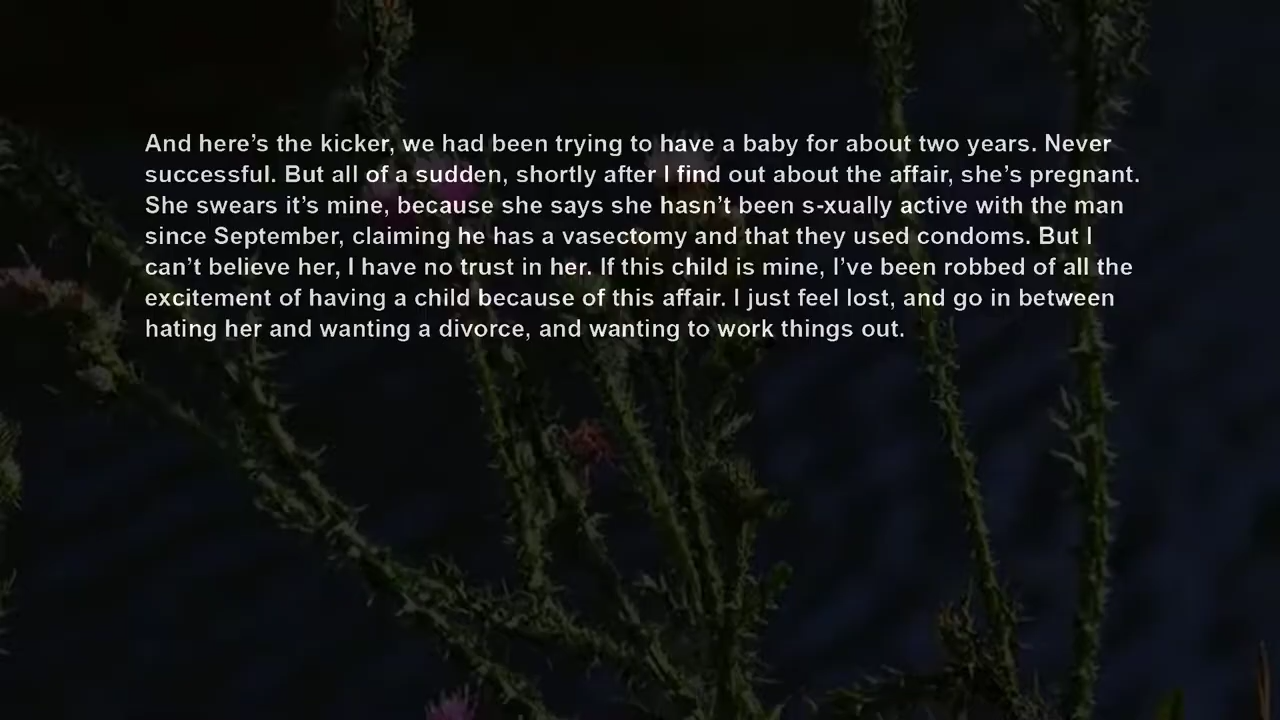 And here’s the kicker, we had been trying to have a baby for about two years. Never
successful. But all of a sudden, shortly after I find out about the affair, she’s pregnant.
She swears it’s mine, because she says she hasn’t been s-xually active with the man
since September, claiming he has a vasectomy and that they used condoms. But I
can’t believe her, I have no trust in her. If this child is mine, I’ve been robbed of all the
excitement of having a child because of this affair. I just feel lost, and go in between
hating her and wanting a divorce, and wanting to work things out.